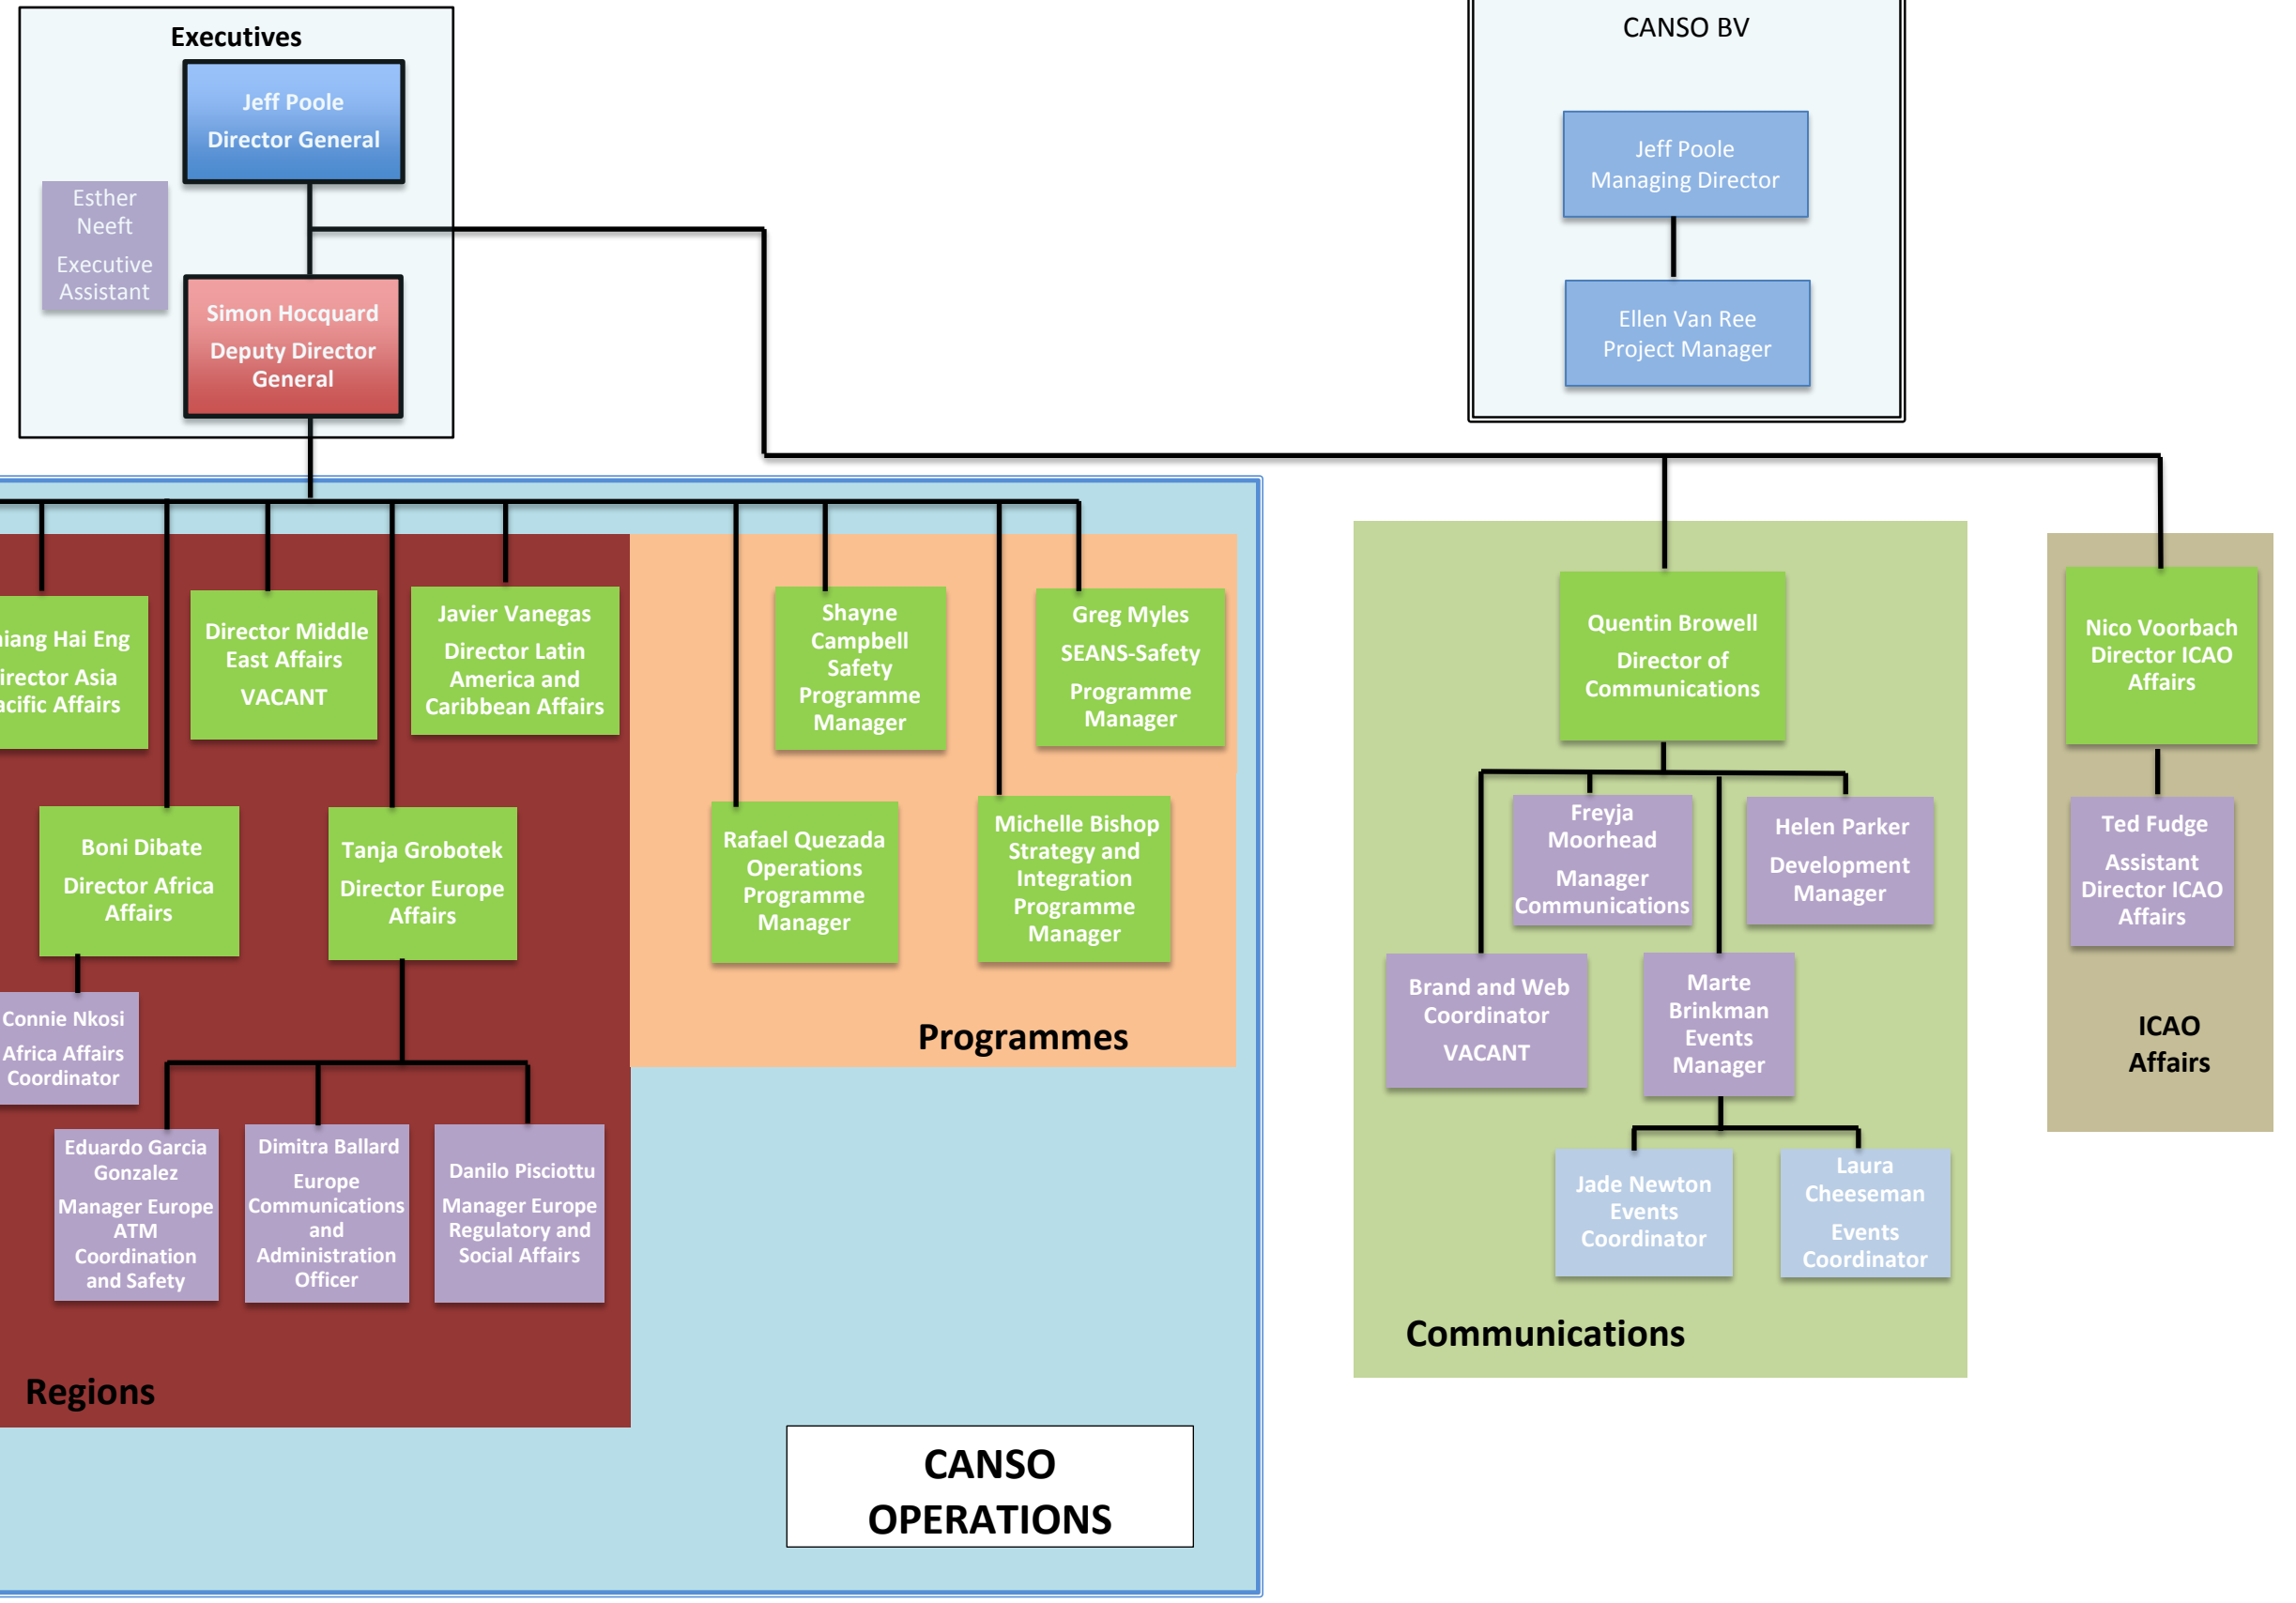 Executives
Jeff Poole
Director General
Esther
Neeft
Executive
Assistant
Simon Hocquard
Deputy Director
General
CANSO BV
Jeff Poole
Managing Director
Ellen Van Ree
Project Manager
iang Hai Eng
irector Asia
acific Affairs
Director Middle
East Affairs
VACANT
Javier Vanegas
Director Latin
America and
Caribbean Affairs
Boni Dibate
Director Africa
Affairs
Tanja Grobotek
Director Europe
Affairs
Connie Nkosi
Africa Affairs
Coordinator
Eduardo Garcia
Gonzalez
Manager Europe
ATM
Coordination
and Safety
Dimitra Ballard
Europe
Communications
and
Administration
Officer
Danilo Pisciottu
Manager Europe
Regulatory and
Social Affairs
Regions
Shayne
Campbell
Safety
Programme
Manager
Greg Myles
SEANS-Safety
Programme
Manager
Rafael Quezada
Operations
Programme
Manager
Michelle Bishop
Strategy and
Integration
Programme
Manager
Programmes
CANSO
OPERATIONS
Quentin Browell
Director of
Communications
Freyja
Moorhead
Manager
Communications
Helen Parker
Development
Manager
Brand and Web
Coordinator
VACANT
Marte
Brinkman
Events
Manager
Jade Newton
Events
Coordinator
Laura
Cheeseman
Events
Coordinator
Communications
Nico Voorbach
Director ICAO
Affairs
Ted Fudge
Assistant
Director ICAO
Affairs
ICAO
Affairs